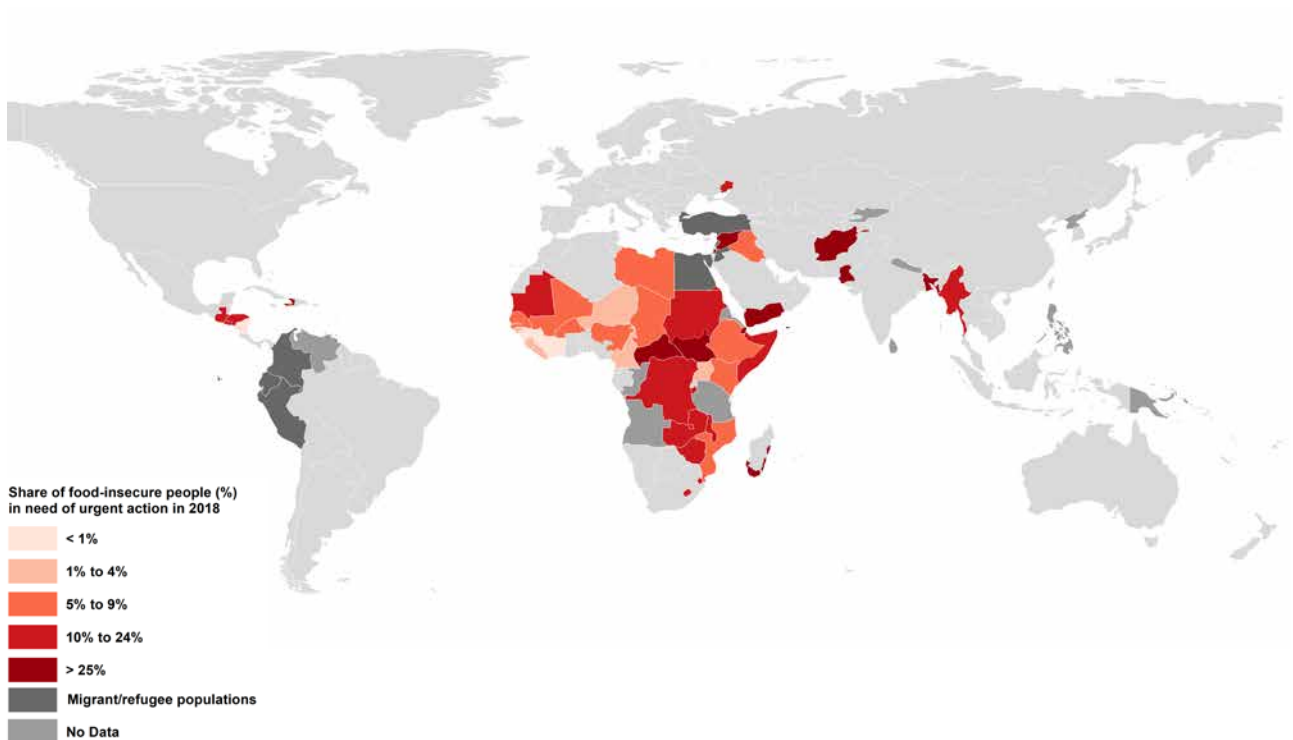 Share of food-insecure people (%)
in need of urgent action in 2018
< 1%
1% to 4%
5% to 9%
10% to 24%
> 25%
Migrant/refugee populations
No Data